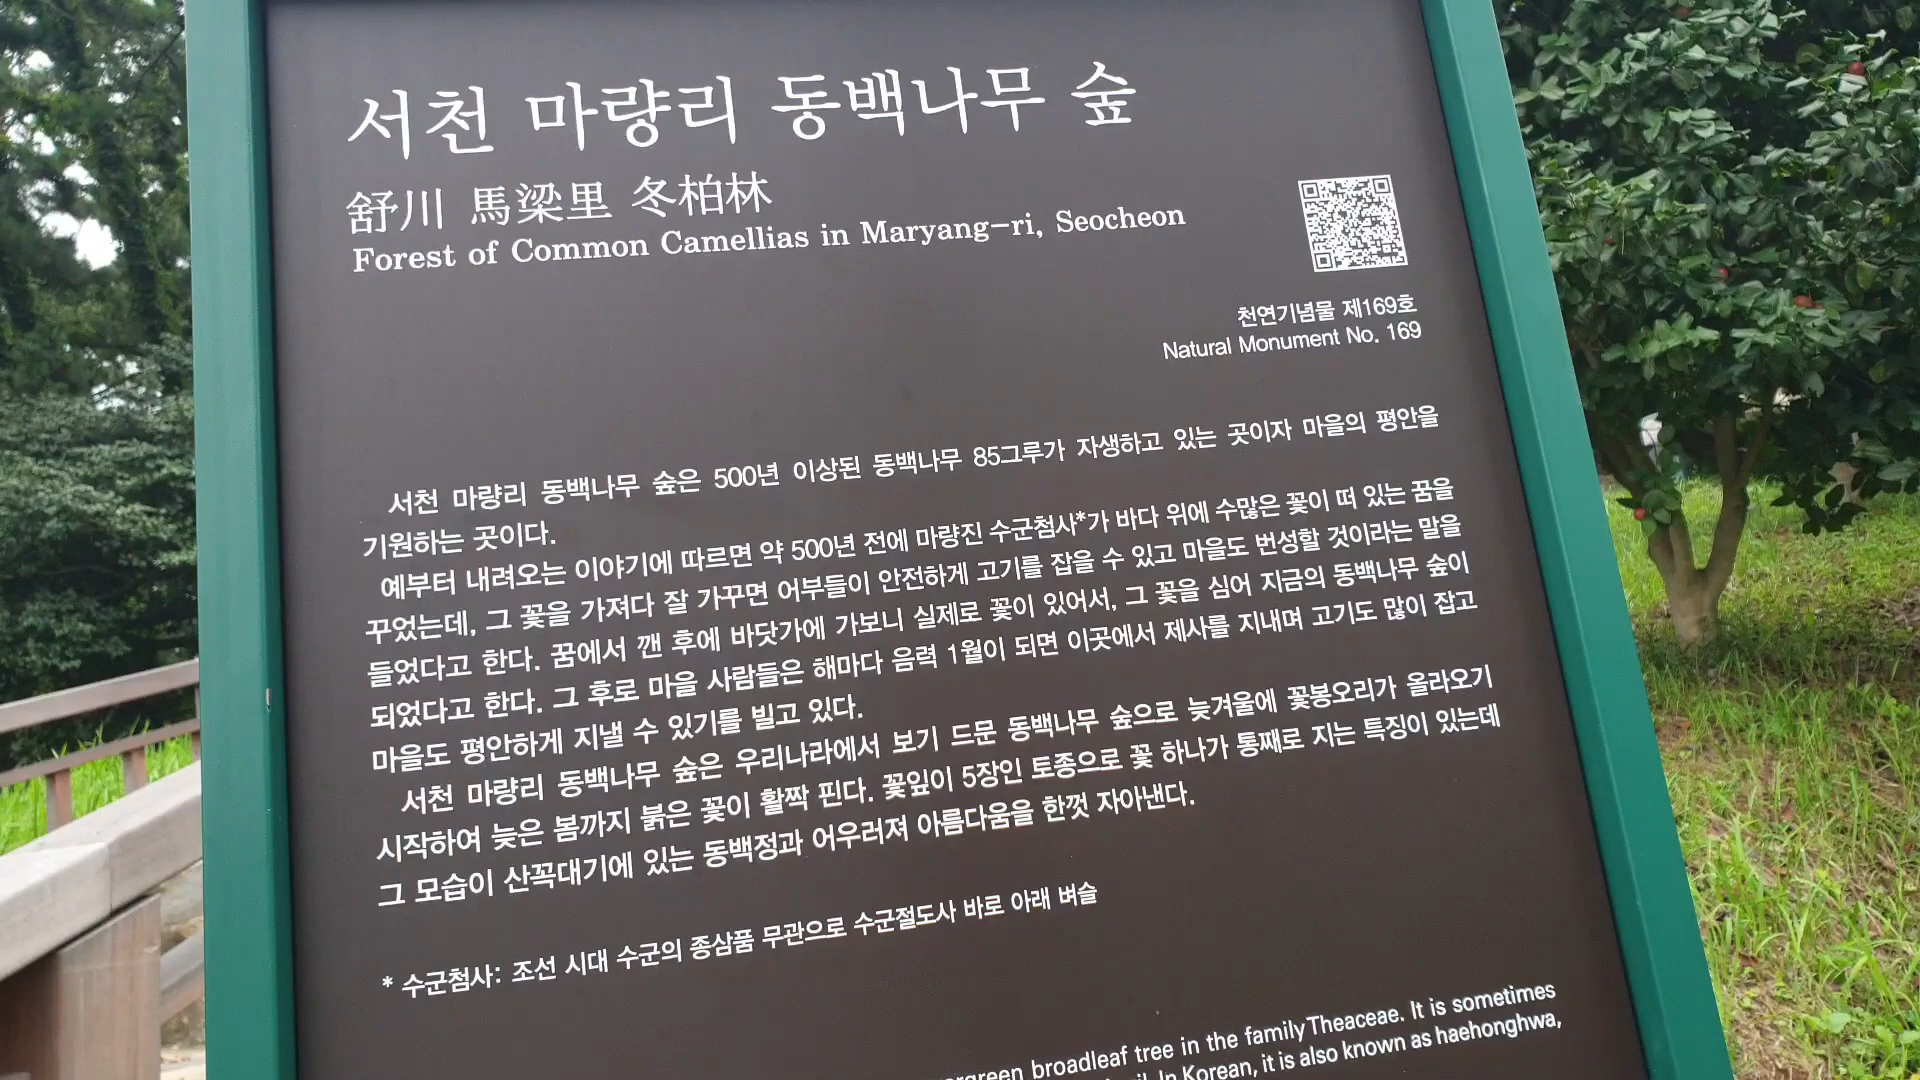 서천 마량리 동백나무 숲
舒川 馬梁里 冬柏林
Forest of Common Camellias in Maryang-ri, Seocheon
천연기념물 제169호
Natural Monument No. 169
서천 마량리 동백나무 숲은 500년 이상된 동백나무 85그루가 자생하고 있는 곳이자 마을의 평안을
기원하는 곳이다.
예부터 내려오는 이야기에 따르면 약 500년 전에 마량진 수군첨사*가 바다 위에 수많은 꽃이 떠 있는 꿈을
꾸었는데, 그 꽃을 가져다 잘 가꾸면 어부들이 안전하게 고기를 잡을 수 있고 마을도 번성할 것이라는 말을
들었다고 한다. 꿈에서 깬 후에 바닷가에 가보니 실제로 꽃이 있어서, 그 꽃을 심어 지금의 동백나무 숲이
되었다고 한다. 그 후로 마을 사람들은 해마다 음력 1월이 되면 이곳에서 제사를 지내며 고기도 많이 잡고
마을도 평안하게 지낼 수 있기를 빌고 있다.
서천 마량리 동백나무 숲은 우리나라에서 보기 드문 동백나무 숲으로 늦겨울에 꽃봉오리가 올라오기
시작하여 늦은 봄까지 붉은 꽃이 활짝 핀다. 꽃잎이 5장인 토종으로 꽃 하나가 통째로 지는 특징이 있는데
그 모습이 산꼭대기에 있는 동백정과 어우러져 아름다움을 한껏 자아낸다.
* 수군첨사: 조선 시대 수군의 종삼품 무관으로 수군절도사 바로 아래 벼슬
broadleaf tree in the family Theaceae. It is sometimes
In Korean, it is also known as haehonghwa,